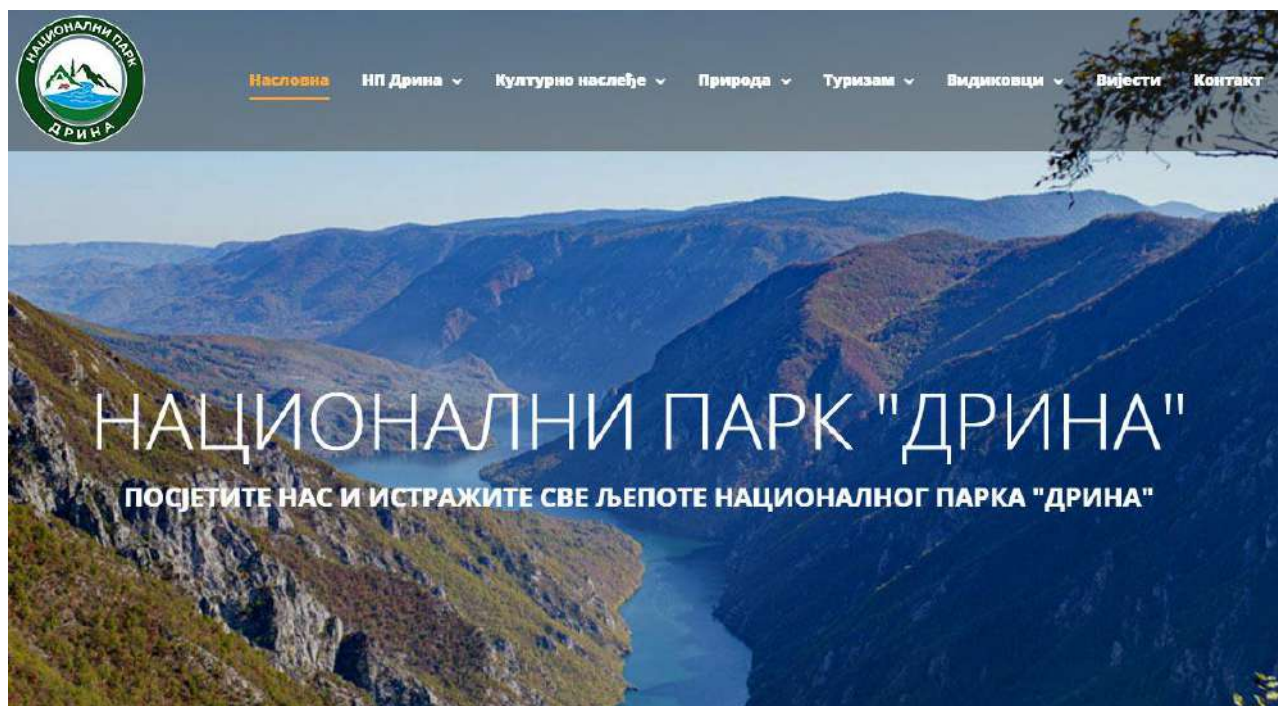 НАЦИОНАЛНИ ПАРК
ДРИНА
Насловна НП Дрина Културно наслеђе Природа Туризам Видиковци Вијести Контакт
НАЦИОНАЛНИ ПАРК "ДРИНА"
ПОСЈЕТИТЕ НАС И ИСТРАЖИТЕ СВЕ ЉЕПОТЕ НАЦИОНАЛНОГ ПАРКА "ДРИНА"